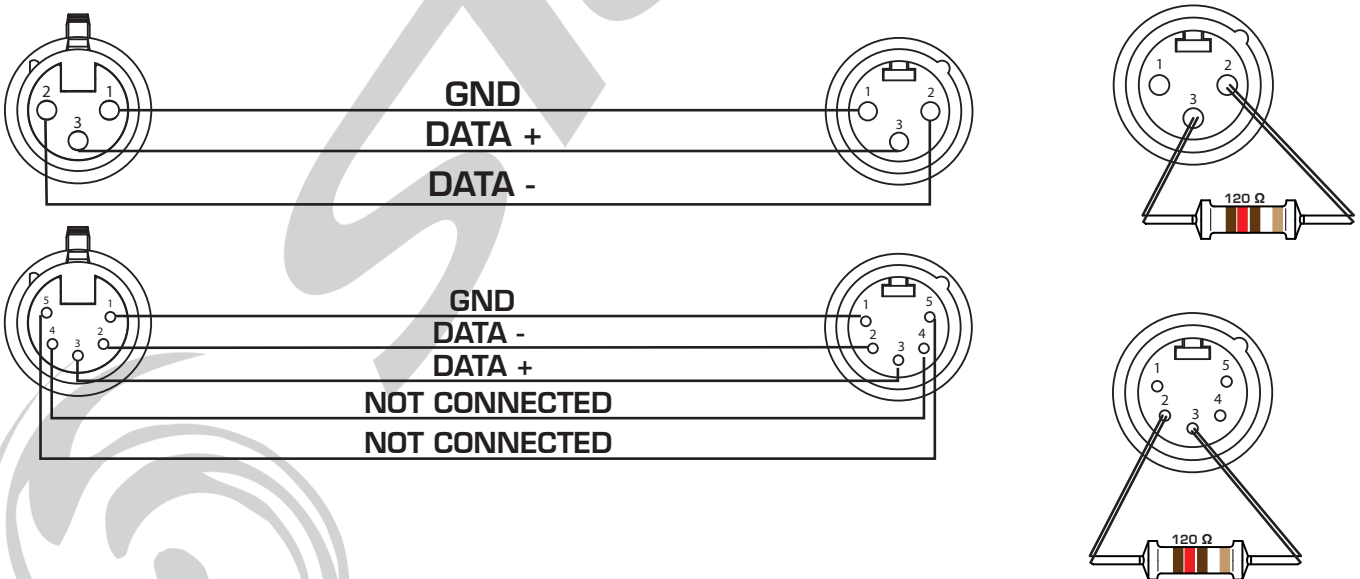 2 1
3
GND
DATA +
DATA -
1 2
3
1 2
3
120 Ω
5 1
4 3 2
GND
DATA -
DATA +
NOT CONNECTED
NOT CONNECTED
1 5
2 3 4
1 5
2 3 4
120 Ω